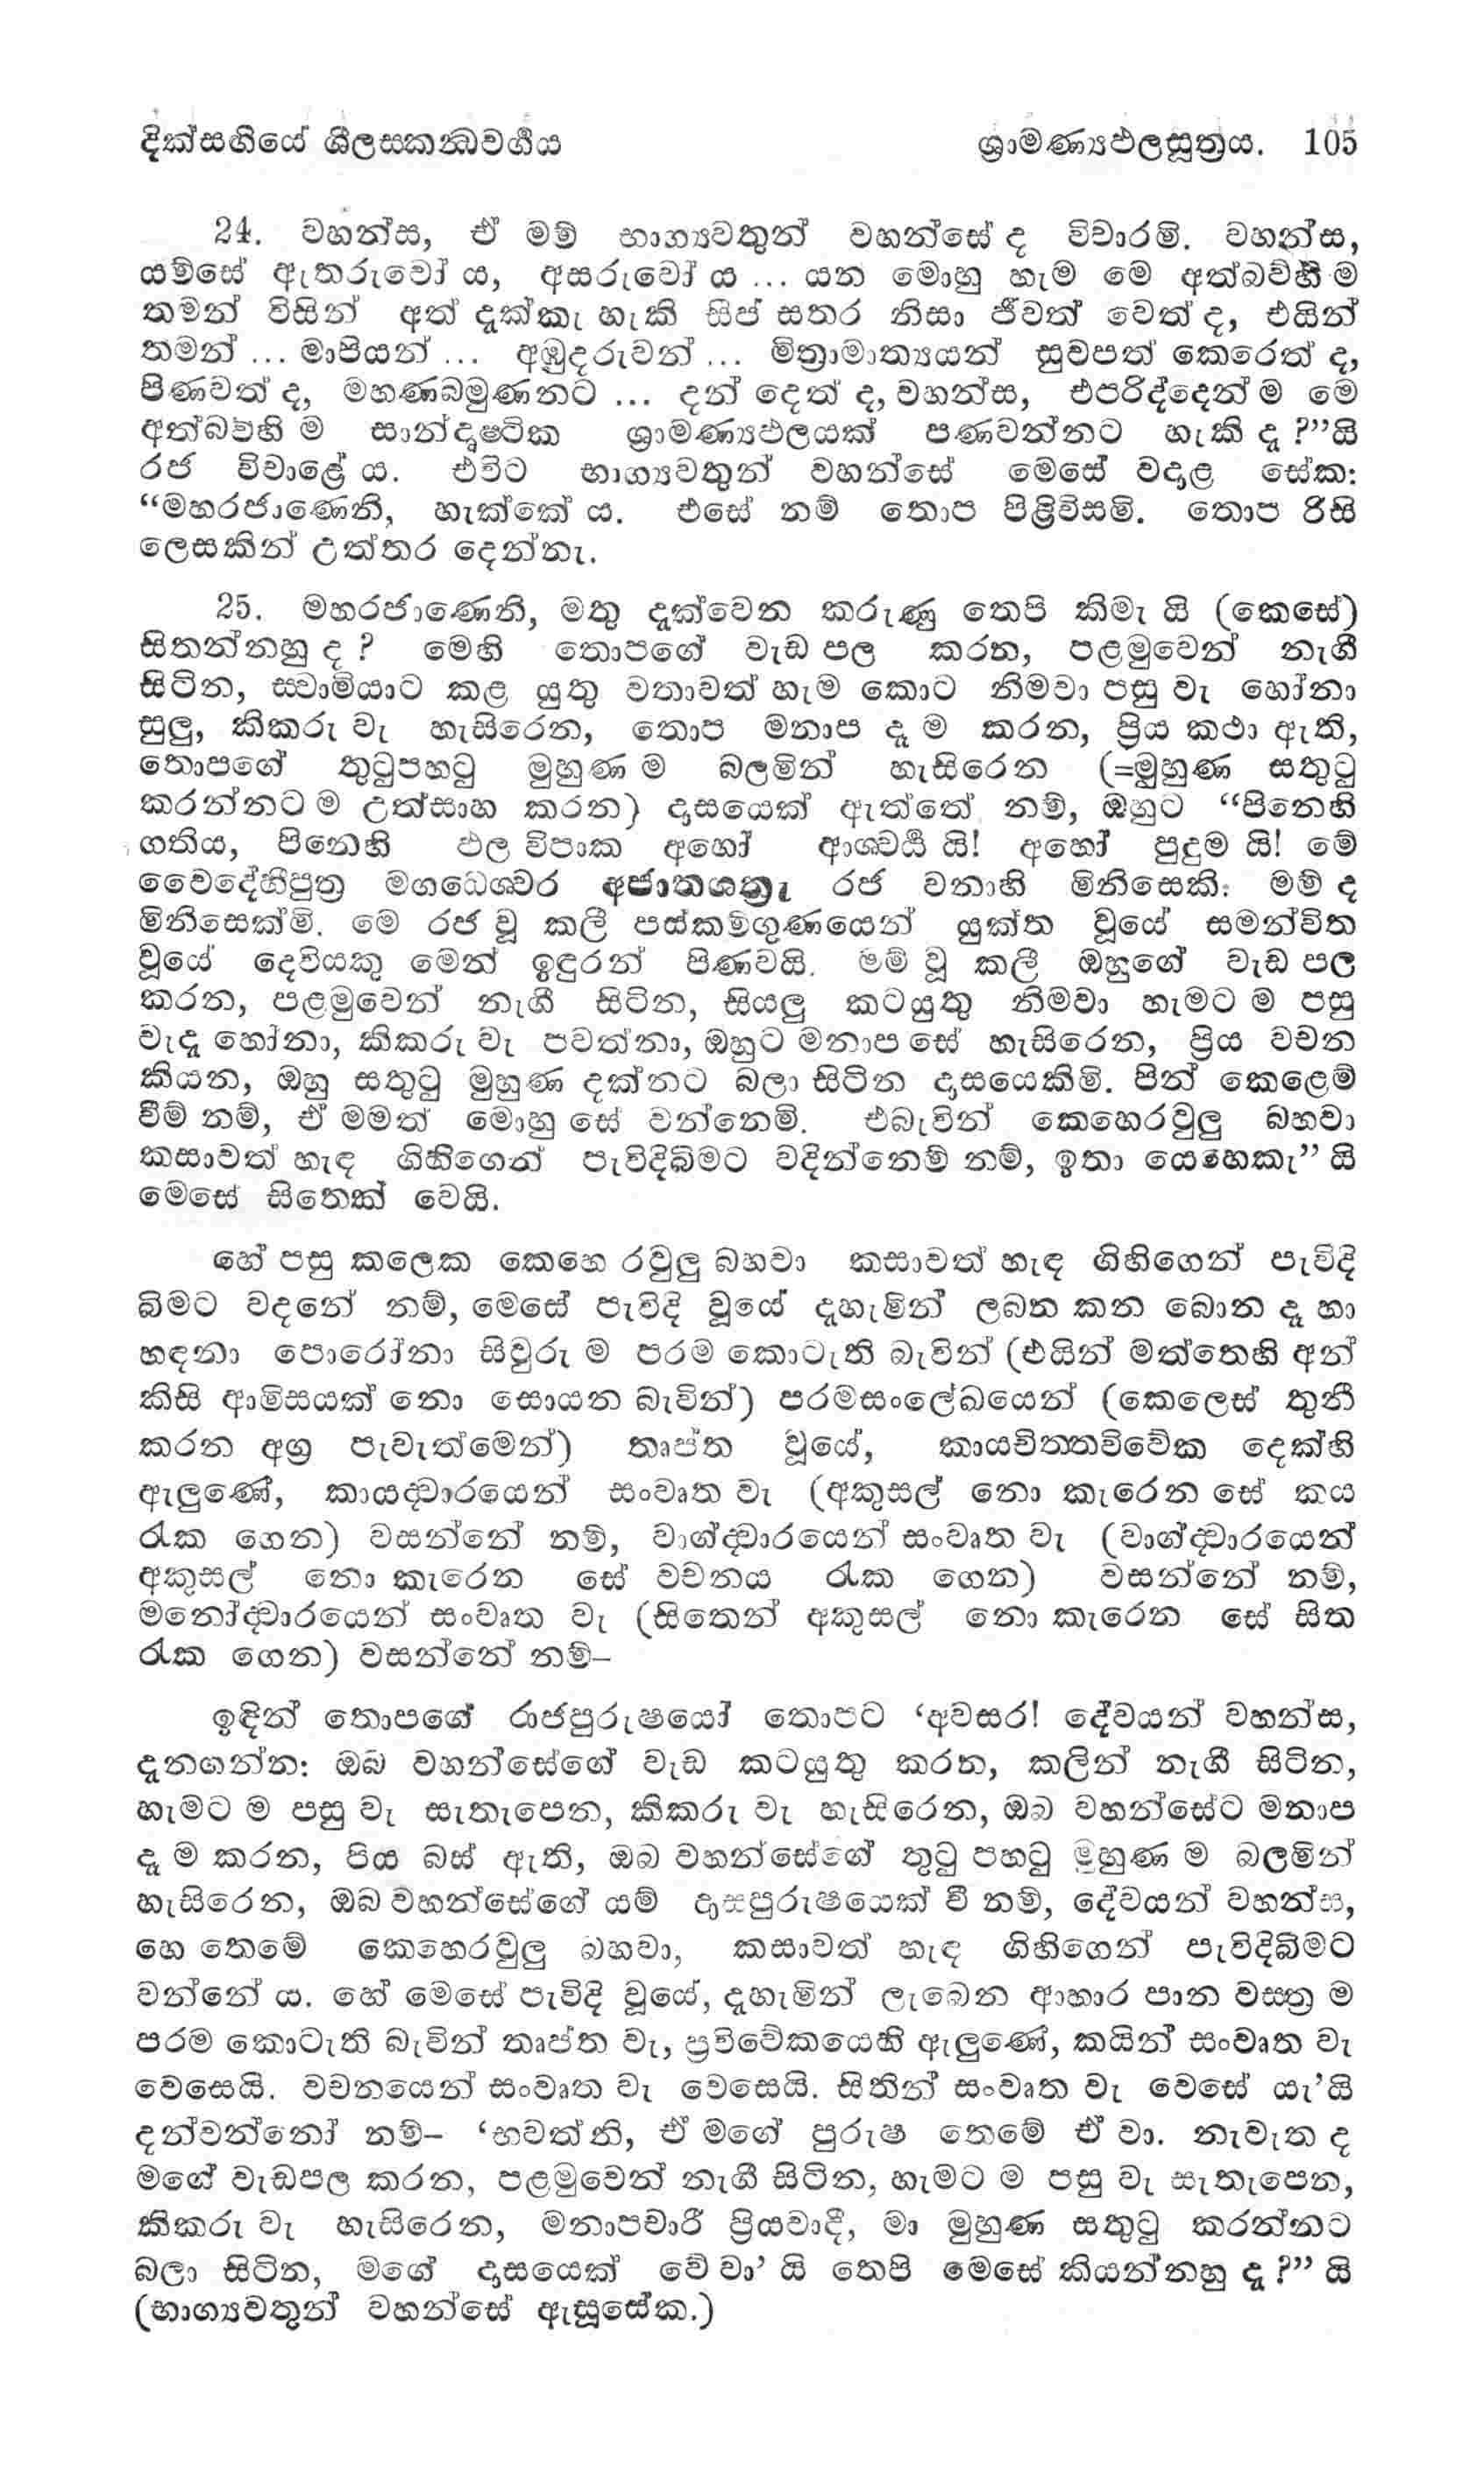 දික්සඟියේ ශීලස්කන්ධවර්ගය ශ්‍රාමණ්‍යඵලසූත්‍රය. 105
24. වහන්ස, ඒ මම් භාග්‍යවතුන් වහන්සේ ද විචාරමි. වහන්ස,
යම්සේ ඇතරුවෝ ය, අසරුවෝ ය ... යන මොහු හැම මෙ අත්බව්හි ම
තමන් විසින් අත් දැක්කැ හැකි සිප් සතර නිසා ජීවත් වෙත් ද, එයින්
තමන් ... මාපියන් ... අඹුදරුවන් ... මිත්‍රාමාත්‍යයන් සුවපත් කෙරෙත් ද,
පිණවත් ද, මහණබමුණනට ... දන් දෙත් ද, වහන්ස, එපරිද්දෙන් ම මෙ
අත්බව්හි ම සාන්දෘෂ්ටික ශ්‍රාමණ්‍යඵලයක් පණවන්නට හැකි දැ ?”යි
රජ විචාළේ ය. එවිට භාග්‍යවතුන් වහන්සේ මෙසේ වදාළ සේක:
“මහරජාණෙනි, හැක්කේ ය. එසේ නම් තොප පිළිවිසමි. තොප රිසි
ලෙසකින් උත්තර දෙන්නැ.
25. මහරජාණෙනි, මතු දැක්වෙන කරුණු තෙපි කිමැ යි (කෙසේ)
සිතන්නහු ද ? මෙහි තොපගේ වැඩ පල කරන, පළමුවෙන් නැගී
සිටින, ස්වාමියාට කළ යුතු වතාවත් හැම කොට නිමවා පසු වැ හෝනා
සුලු, කිකරු වැ හැසිරෙන, තොප මනාප දෑ ම කරන, ප්‍රිය කථා ඇති,
තොපගේ තුටුපහටු මුහුණ ම බලමින් හැසිරෙන (=මුහුණ සතුටු
කරන්නට ම උත්සාහ කරන) දාසයෙක් ඇත්තේ නම්, ඔහුට “පිනෙහි
ගතිය, පිනෙහි ඵල විපාක අහෝ ආශ්චර්‍ය යි! අහෝ පුදුම යි! මේ
වෛදේහීපුත්‍ර මගධෙශ්වර අජාතශත්‍රැ රජ වනාහි මිනිසෙකි: මම් ද
මිනිසෙක්මි. මෙ රජ වූ කලී පස්කම්ගුණයෙන් යුක්ත වූයේ සමන්විත
වූයේ දෙවියකු මෙන් ඉඳුරන් පිණවයි. මම් වූ කලී ඔහුගේ වැඩ පල
කරන, පළමුවෙන් නැගී සිටින, සියලු කටයුතු නිමවා හැමට ම පසු
වැදෑ හෝනා, කිකරු වැ පවත්නා, ඔහුට මනාප සේ හැසිරෙන, ප්‍රිය වචන
කියන, ඔහු සතුටු මුහුණ දක්නට බලා සිටින දාසයෙකිමි. පින් කෙළෙම්
වීම් නම්, ඒ මමත් මොහු සේ වන්නෙමි. එබැවින් කෙහෙරවුලු බහවා
කසාවත් හැඳ ගිහිගෙන් පැවිදිබිමට වදින්නෙම් නම්, ඉතා යෙහෙකැ” යි
මෙසේ සිතෙක් වෙයි.
හේ පසු කලෙක කෙහෙ රවුලු බහවා කසාවත් හැඳ ගිහිගෙන් පැවිදි
බිමට වදනේ නම්, මෙසේ පැවිදි වූයේ දැහැමින් ලබන කන බොන දෑ හා
හඳනා පොරෝනා සිවුරු ම පරම කොටැති බැවින් (එයින් මත්තෙහි අන්
කිසි ආමිසයක් නො සොයන බැවින්) පරමසංලේඛයෙන් (කෙලෙස් තුනී
කරන අග්‍ර පැවැත්මෙන්) තෘප්ත වූයේ, කායචිත්තවිවේක දෙක්හි
ඇලුණේ, කායද්වාරයෙන් සංවෘත වැ (අකුසල් නො කැරෙන සේ කය
රැක ගෙන) වසන්නේ නම්, වාග්ද්වාරයෙන් සංවෘත වැ (වාග්ද්වාරයෙන්
අකුසල් නො කැරෙන සේ වචනය රැක ගෙන) වසන්නේ නම්,
මනෝද්වාරයෙන් සංවෘත වැ (සිතෙන් අකුසල් නො කැරෙන සේ සිත
රැක ගෙන) වසන්නේ නම්–
ඉඳින් තොපගේ රාජපුරුෂයෝ තොපට ‘අවසර! දේවයන් වහන්ස,
දැනගන්න: ඔබ වහන්සේගේ වැඩ කටයුතු කරන, කලින් නැගී සිටින,
හැමට ම පසු වැ සැතැපෙන, කිකරු වැ හැසිරෙන, ඔබ වහන්සේට මනාප
දෑ ම කරන, පිය බස් ඇති, ඔබ වහන්සේගේ තුටු පහටු මුහුණ ම බලමින්
හැසිරෙන, ඔබ වහන්සේගේ යම් දාසපුරුෂයෙක් වී නම්, දේවයන් වහන්ස,
හෙ තෙමේ කෙහෙරවුලු බහවා, කසාවත් හැඳ ගිහිගෙන් පැවිදිබිමට
වන්නේ ය. හේ මෙසේ පැවිදි වූයේ, දැහැමින් ලැබෙන ආහාර පාන වස්ත්‍ර ම
පරම කොටැති බැවින් තෘප්ත වැ, ප්‍රවිවේකයෙහි ඇලුණේ, කයින් සංවෘත වැ
වෙසෙයි. වචනයෙන් සංවෘත වැ වෙසෙයි. සිතින් සංවෘත වැ වෙසේ යැ’යි
දන්වන්නෝ නම්– ‘භවත්නි, ඒ මගේ පුරුෂ තෙමේ ඒ වා. නැවැත ද
මගේ වැඩපල කරන, පළමුවෙන් නැගී සිටින, හැමට ම පසු වැ සැතැපෙන,
කිකරු වැ හැසිරෙන, මනාපචාරී ප්‍රියවාදී, මා මුහුණ සතුටු කරන්නට
බලා සිටින, මගේ දාසයෙක් වේ වා’ යි තෙපි මෙසේ කියන්නහු දැ ?” යි
(භාග්‍යවතුන් වහන්සේ ඇසූසේක.)